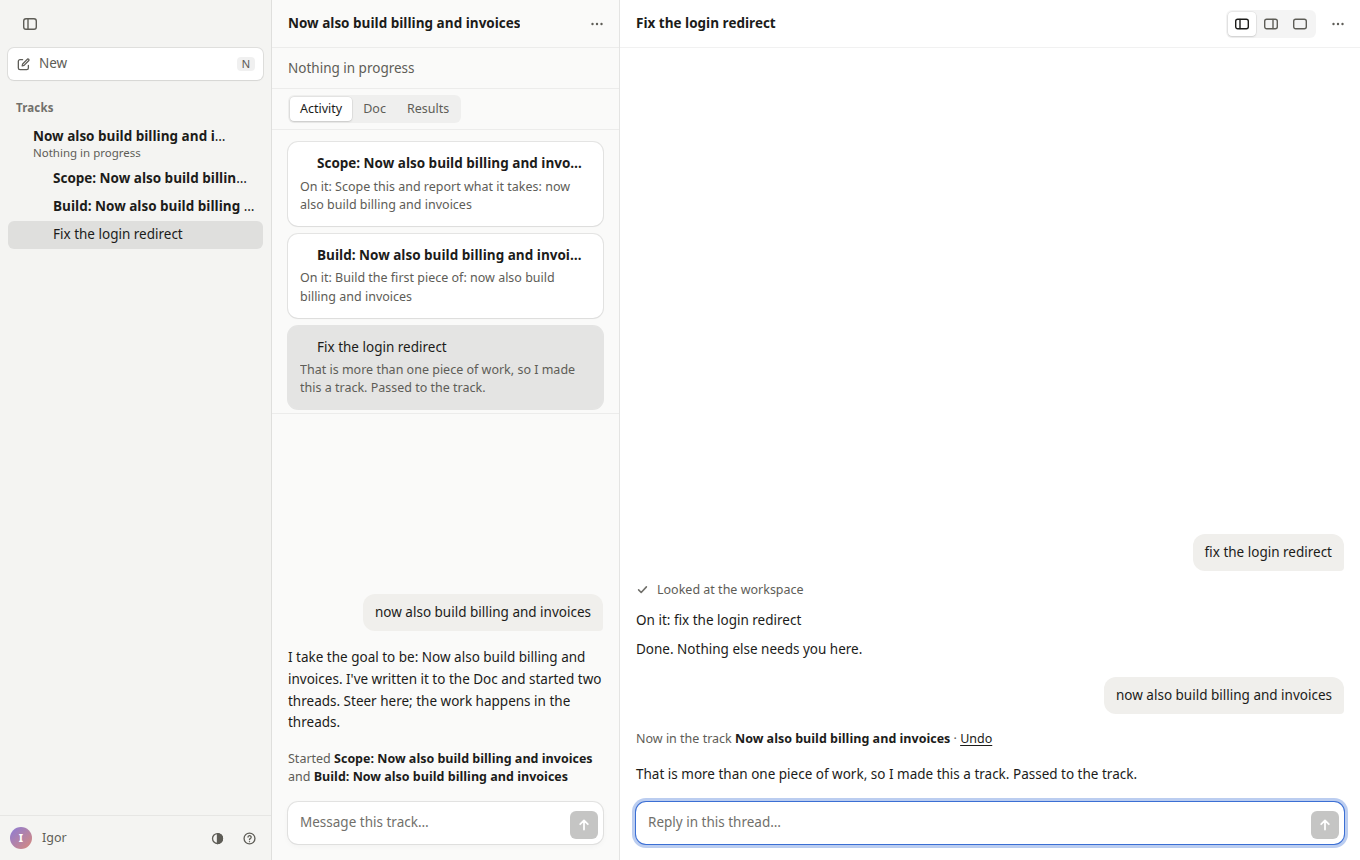 New
N
Tracks
Now also build billing and i...
Nothing in progress
Scope: Now also build billin...
Build: Now also build billing ...
Fix the login redirect
I
Igor
Now also build billing and invoices
Nothing in progress
Activity
Doc
Results
Scope: Now also build billing and invo...
On it: Scope this and report what it takes: now
also build billing and invoices
Build: Now also build billing and invoi...
On it: Build the first piece of: now also build
billing and invoices
Fix the login redirect
That is more than one piece of work, so I made
this a track. Passed to the track.
now also build billing and invoices
I take the goal to be: Now also build billing and
invoices. I've written it to the Doc and started two
threads. Steer here; the work happens in the
threads.
Started Scope: Now also build billing and invoices
and Build: Now also build billing and invoices
Message this track...
Fix the login redirect
fix the login redirect
Looked at the workspace
On it: fix the login redirect
Done. Nothing else needs you here.
now also build billing and invoices
Now in the track Now also build billing and invoices · Undo
That is more than one piece of work, so I made this a track. Passed to the track.
Reply in this thread...